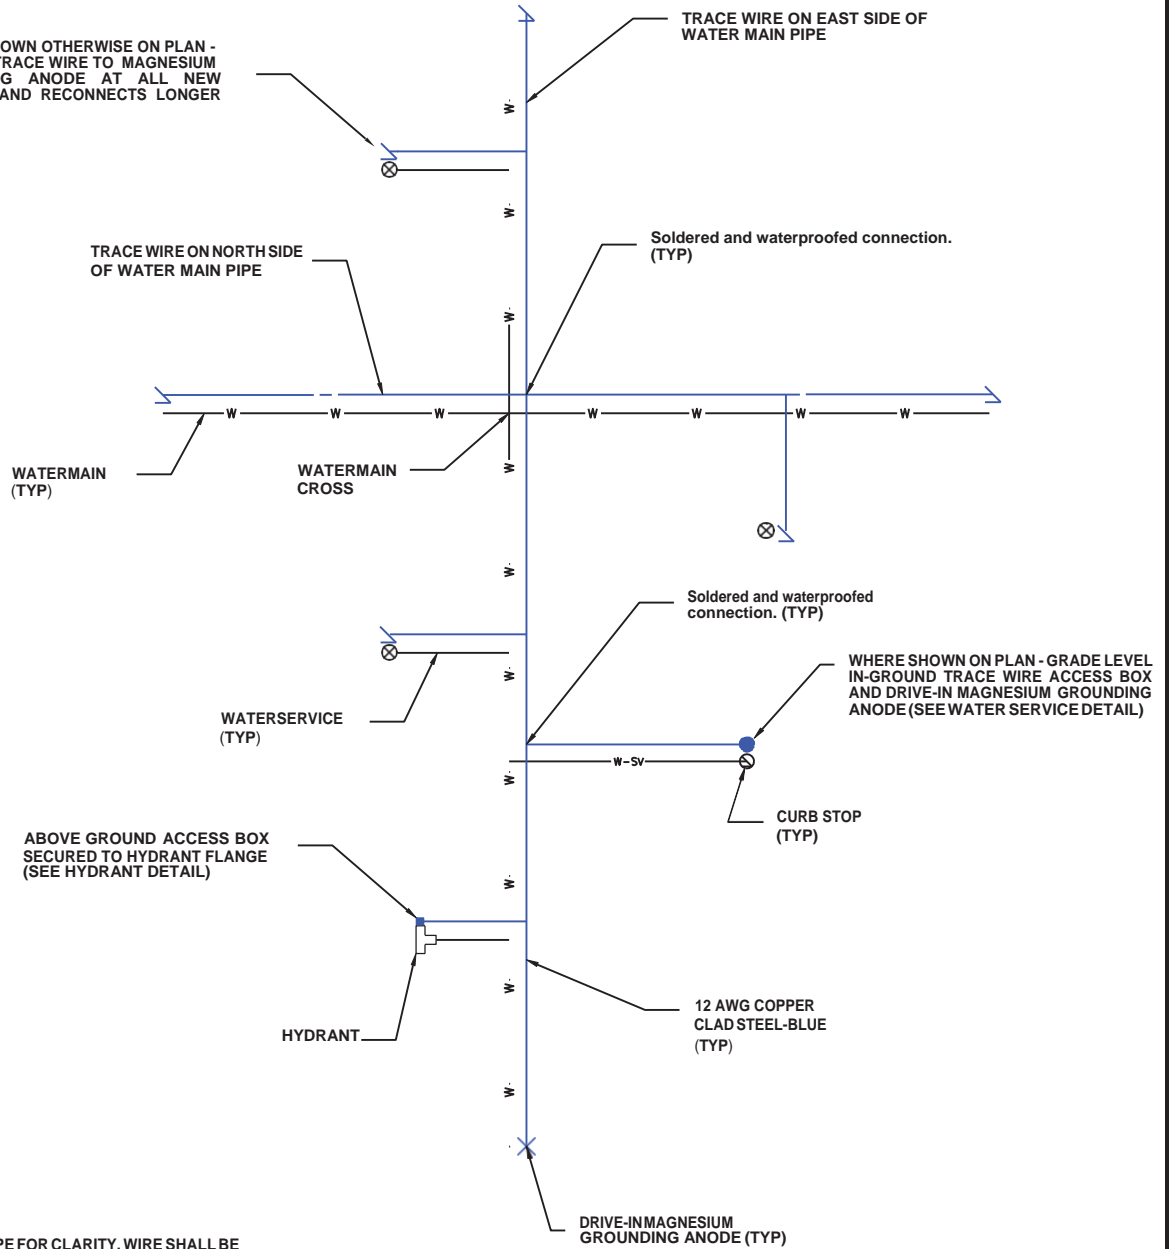 TRACE WIRE ON EAST SIDE OF
WATER MAIN PIPE
OWN OTHERWISE ON PLAN -
TRACE WIRE TO MAGNESIUM
G ANODE AT ALL NEW
AND RECONNECTS LONGER
W
W
TRACE WIRE ON NORTH SIDE
OF WATER MAIN PIPE
Soldered and waterproofed connection.
(TYP)
W
W W W W W W W
WATERMAIN
(TYP)
WATERMAIN
CROSS
W
W
Soldered and waterproofed
connection. (TYP)
WHERE SHOWN ON PLAN - GRADE LEVEL
IN-GROUND TRACE WIRE ACCESS BOX
AND DRIVE-IN MAGNESIUM GROUNDING
ANODE (SEE WATER SERVICE DETAIL)
W
WATERSERVICE
(TYP)
W-SV
W
CURB STOP
(TYP)
ABOVE GROUND ACCESS BOX
SECURED TO HYDRANT FLANGE
(SEE HYDRANT DETAIL)
W
W
12 AWG COPPER
CLAD STEEL-BLUE
(TYP)
HYDRANT
W
DRIVE-IN MAGNESIUM
GROUNDING ANODE (TYP)
PE FOR CLARITY. WIRE SHALL BE